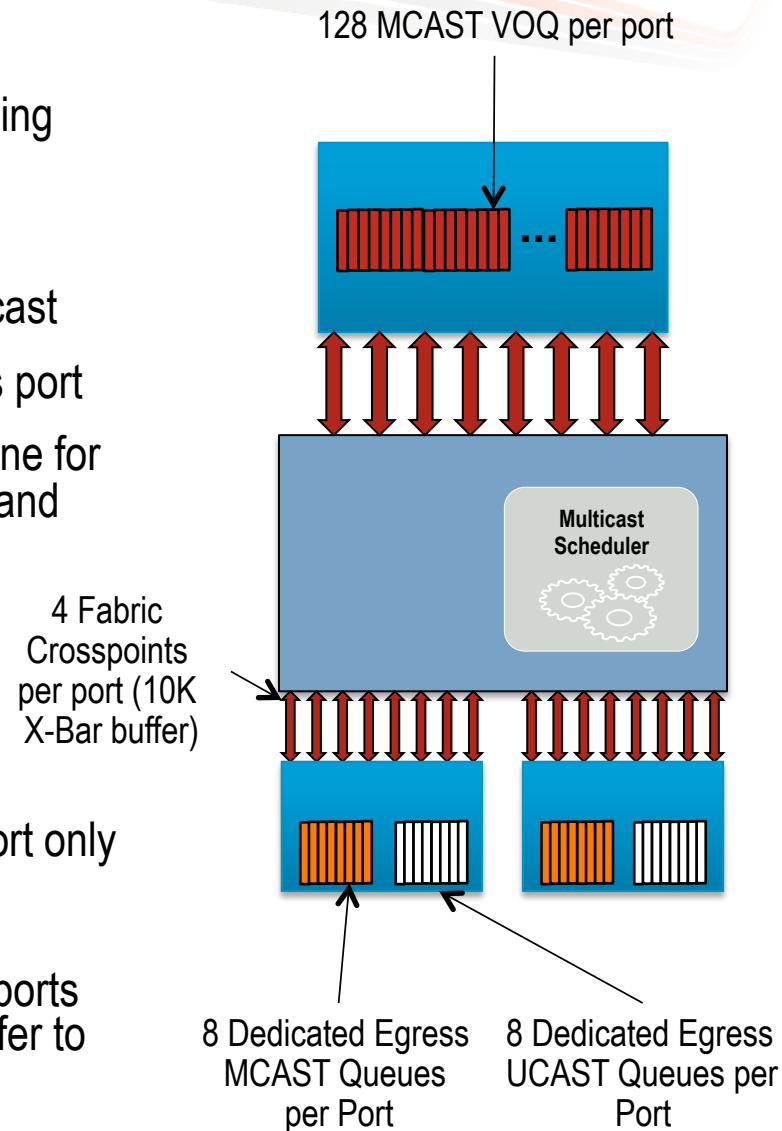 128 MCAST VOQ per port
ing
cast
s port
ne for
and
Multicast
Scheduler
4 Fabric
Crosspoints
per port (10K
X-Bar buffer)
ort only
ports
fer to
8 Dedicated Egress
MCAST Queues
per Port
8 Dedicated Egress
UCAST Queues per
Port
...